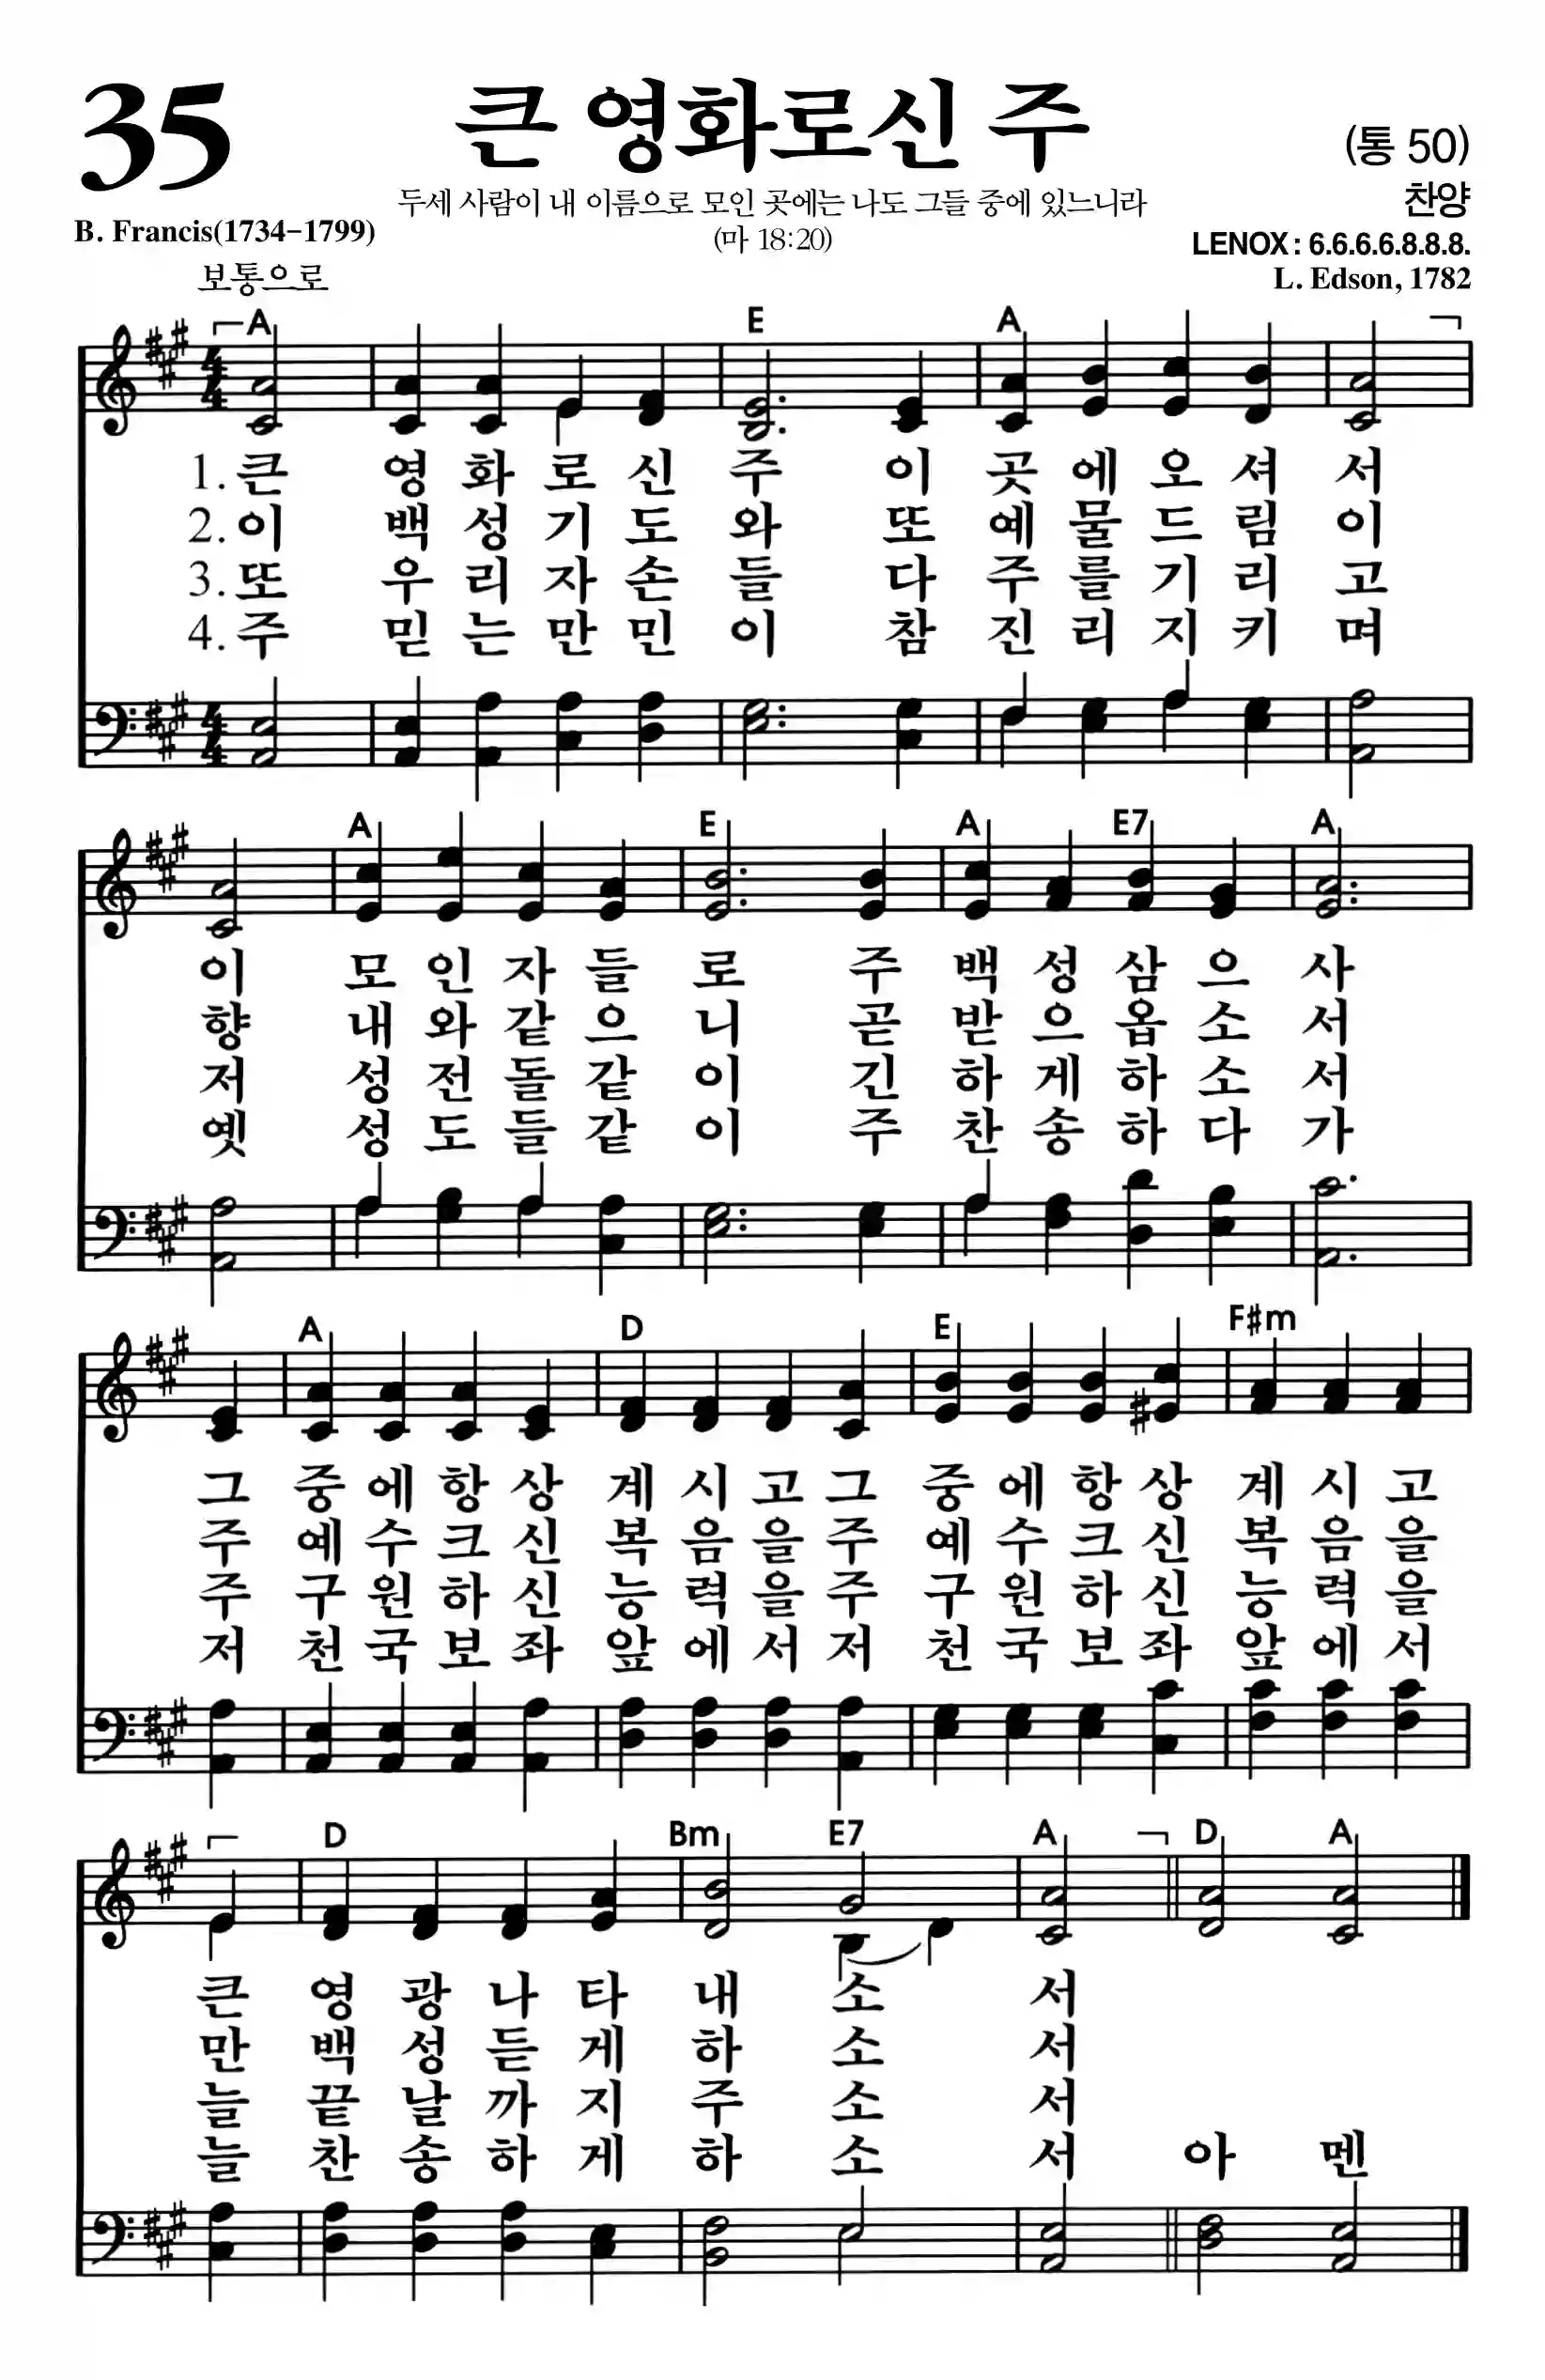 35
큰 영화로신 주
(통 50)
두세 사람이 내 이름으로 모인 곳에는 나도 그들 중에 있느니라
(마 18:20)
찬양
B. Francis(1734-1799)
LENOX : 6.6.6.6.8.8.8.
L. Edson, 1782
보통으로
A E A
1. 큰 영 화 로 신 주 이 곳 에 오 셔 서
2. 이 백 성 기 도 와 또 예 물 드 림 이
3. 또 우 리 자 손 들 다 주 를 기 리 고
4. 주 믿 는 만 민 이 참 진 리 지 키 며
A E A E7 A
이 모 인 자 들 로 주 백 성 삼 으 사
향 내 와 같 으 니 곧 받 으 옵 소 서
저 성 전 돌 같 이 긴 하 게 하 소 서
옛 성 도 들 같 이 주 찬 송 하 다 가
A D E F#m
그 중 에 항 상 계 시 고 그 중 에 항 상 계 시 고
주 예 수 크 신 복 음 을 주 예 수 크 신 복 음 을
주 구 원 하 신 능 력 을 주 구 원 하 신 능 력 을
저 천 국 보 좌 앞 에 서 저 천 국 보 좌 앞 에 서
D Bm E7 A D A
큰 영 광 나 타 내 소 서
만 백 성 듣 게 하 소 서
늘 끝 날 까 지 주 소 서
늘 찬 송 하 게 하 소 서 아 멘